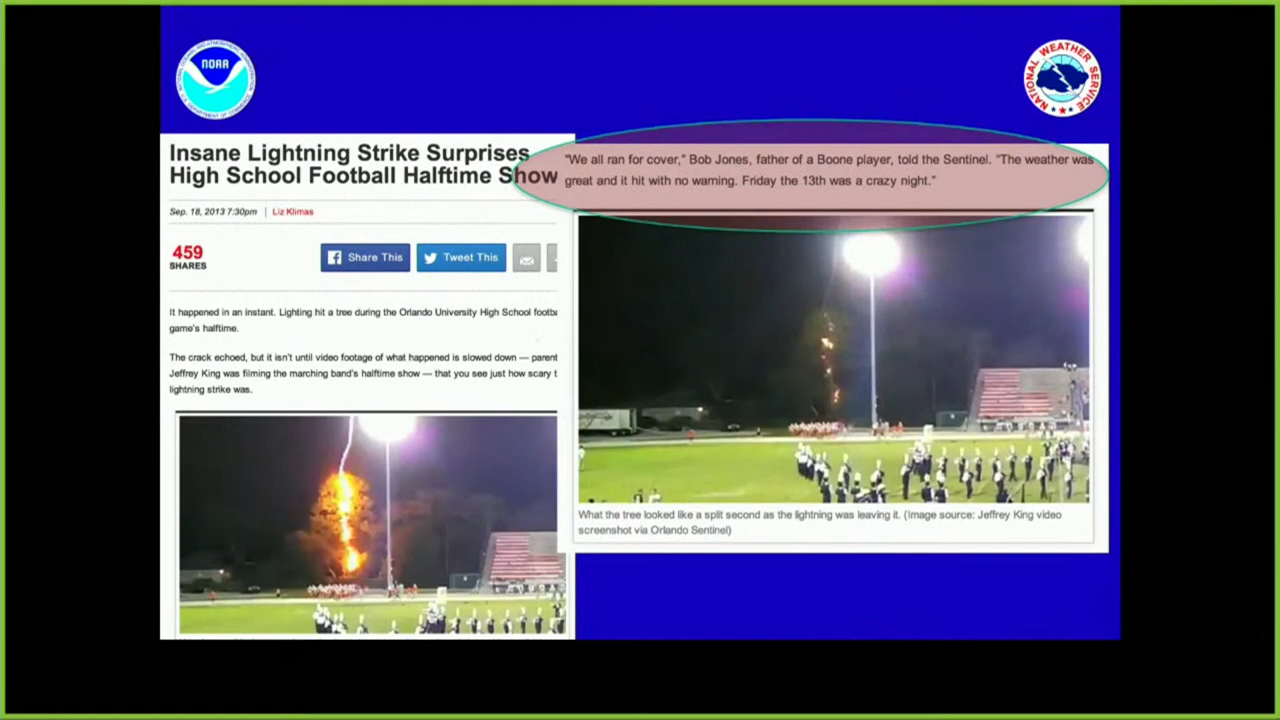 NOAA
NATIONAL WEATHER SERVICE
Insane Lightning Strike Surprises
High School Football Halftime Show
Sep. 18, 2013 7:30pm | Liz Klimas
459
SHARES
Share This
Tweet This
It happened in an instant. Lighting hit a tree during the Orlando University High School
game's halftime.
The crack echoed, but it isn't until video footage of what happened is slowed down — parent
Jeffrey King was filming the marching band's halftime show — that you see just how scary
lightning strike was.
"We all ran for cover," Bob Jones, father of a Boone player, told the Sentinel. "The weather was
great and it hit with no warning. Friday the 13th was a crazy night."
What the tree looked like a split second as the lightning was leaving it. (Image source: Jeffrey King video
screenshot via Orlando Sentinel)